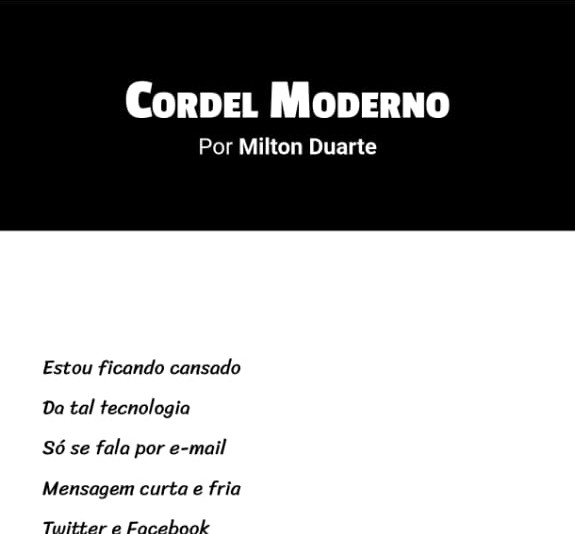 Cordel Moderno
Por Milton Duarte
Estou ficando cansado
Da tal tecnologia
Só se fala por e-mail
Mensagem curta e fria
Twitter e Facebook